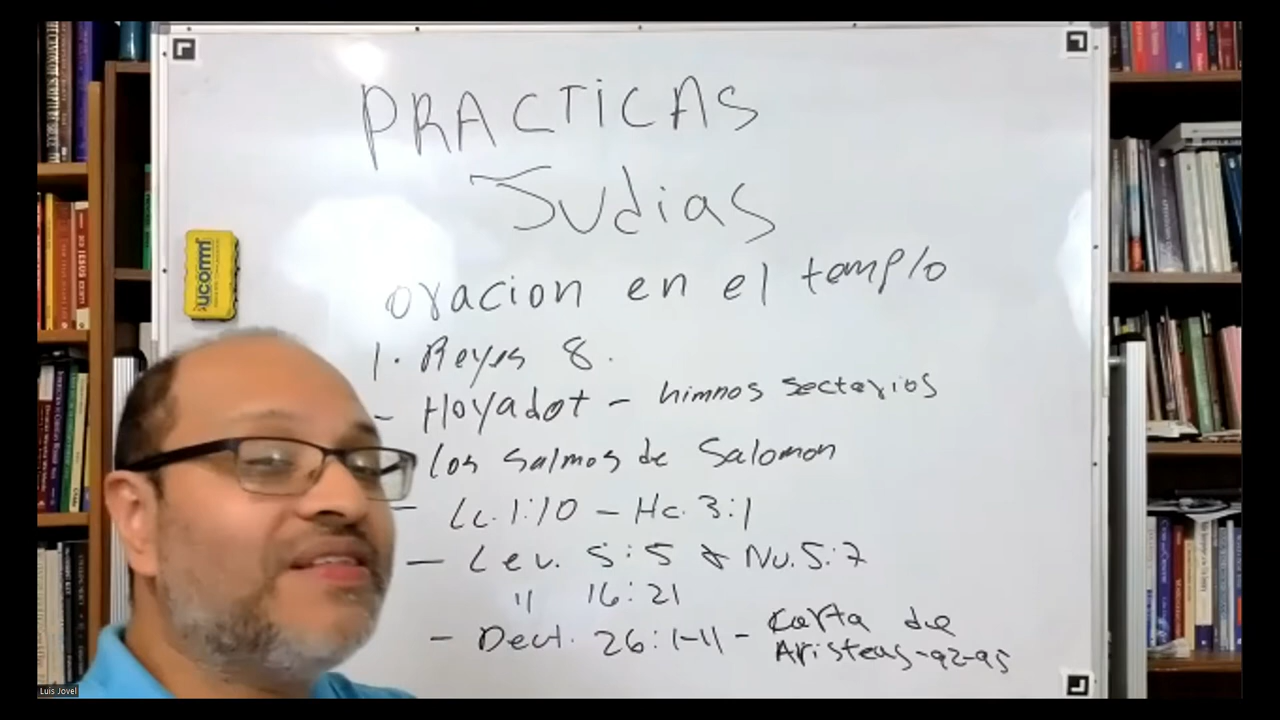 PRACTICAS
Judias
oracion en el templo
1. Reyes 8.
- Hoyadot - himnos sectarios
los salmos de Salomon
- Lc. 1:10 - Hc. 3:1
- Lev. 5:5 & Nu. 5:7
" 16:21
- Deut. 26:1-11 - Carta de
Aristeas-92-95
ucomm
Luis Jovel